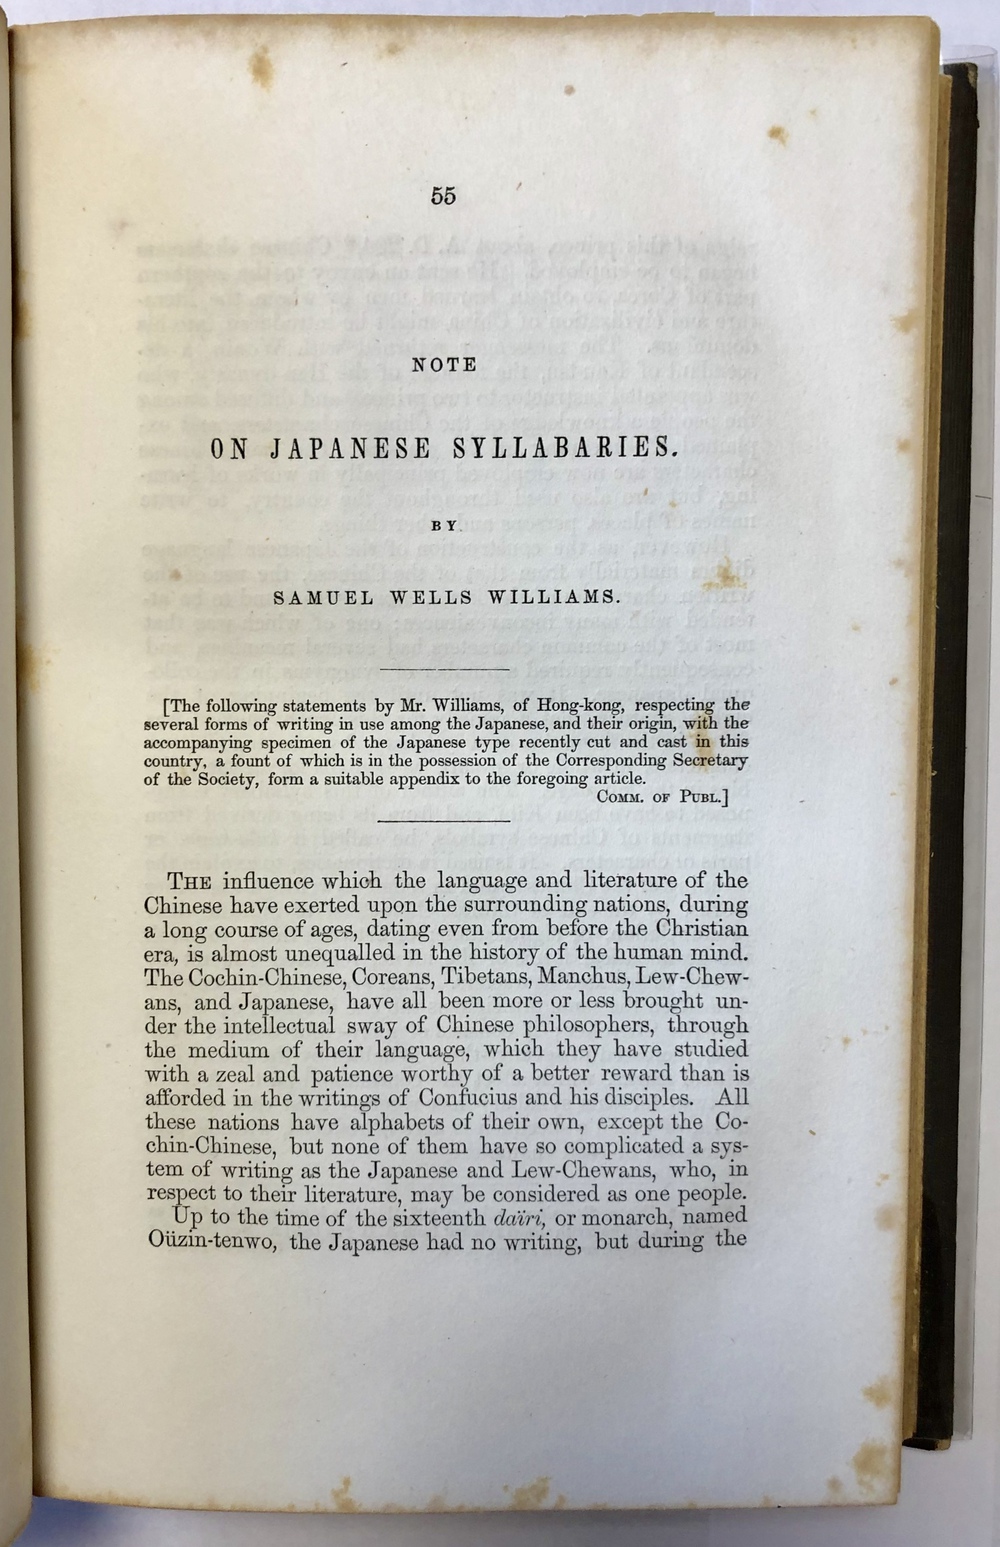 55
NOTE
ON JAPANESE SYLLABARIES.
BY
SAMUEL WELLS WILLIAMS.
[The following statements by Mr. Williams, of Hong-kong, respecting the
several forms of writing in use among the Japanese, and their origin, with the
accompanying specimen of the Japanese type recently cut and cast in this
country, a fount of which is in the possession of the Corresponding Secretary
of the Society, form a suitable appendix to the foregoing article.
COMM. OF PUBL.]
THE influence which the language and literature of the
Chinese have exerted upon the surrounding nations, during
a long course of ages, dating even from before the Christian
era, is almost unequalled in the history of the human mind.
The Cochin-Chinese, Coreans, Tibetans, Manchus, Lew-Chew-
ans, and Japanese, have all been more or less brought un-
der the intellectual sway of Chinese philosophers, through
the medium of their language, which they have studied
with a zeal and patience worthy of a better reward than is
afforded in the writings of Confucius and his disciples. All
these nations have alphabets of their own, except the Co-
chin-Chinese, but none of them have so complicated a sys-
tem of writing as the Japanese and Lew-Chewans, who, in
respect to their literature, may be considered as one people.
Up to the time of the sixteenth daïri, or monarch, named
Oüzin-tenwo, the Japanese had no writing, but during the